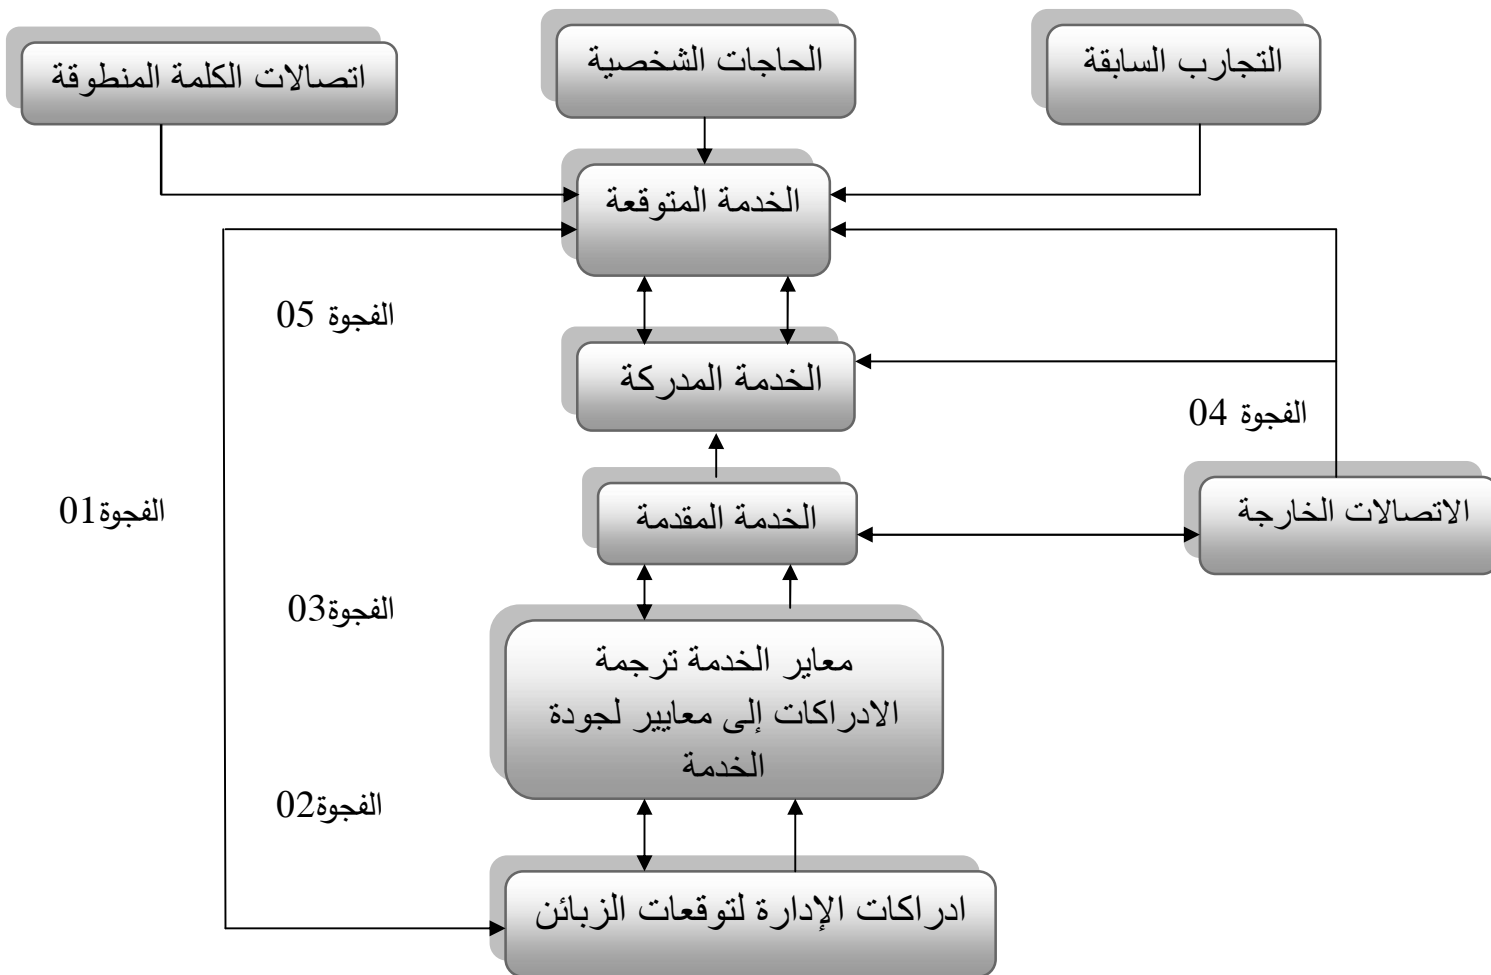 التجارب السابقة
الحاجات الشخصية
اتصالات الكلمة المنطوقة
الخدمة المتوقعة
الفجوة 05
الخدمة المدركة
الفجوة 04
الاتصالات الخارجة
الخدمة المقدمة
الفجوة01
الفجوة03
معاير الخدمة ترجمة
الادراكات إلى معايير لجودة
الخدمة
الفجوة02
ادراكات الإدارة لتوقعات الزبائن